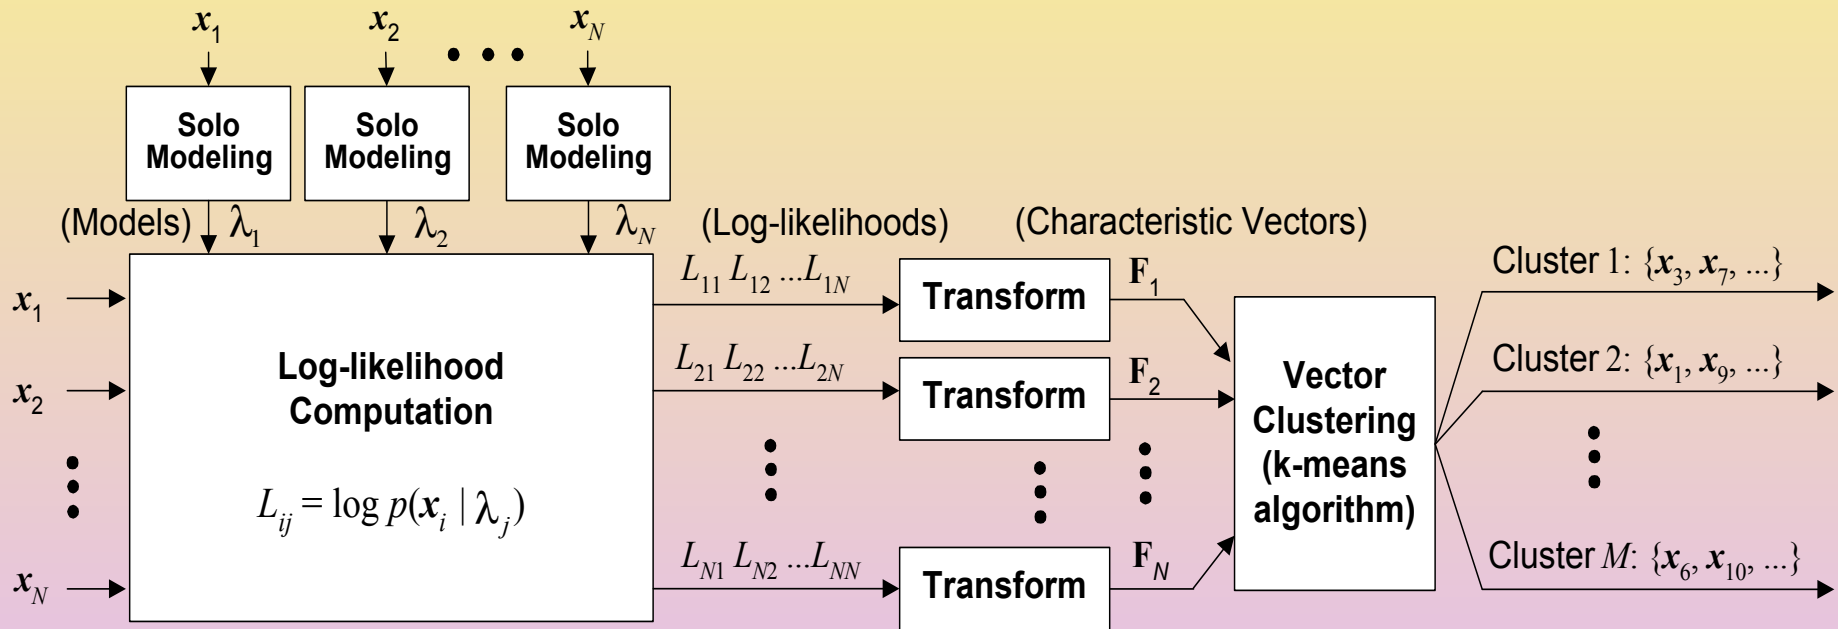 x1 x2 • • • xN
Solo Modeling
Solo Modeling
Solo Modeling
(Models) λ1 λ2 λN (Log-likelihoods) (Characteristic Vectors)
x1
x2
xN
Log-likelihood
Computation
Lij = log p(xi | λj)
L11 L12 ...L1N
L21 L22 ...L2N
LN1 LN2 ...LNN
Transform
Transform
Transform
F1
F2
FN
Vector
Clustering
(k-means
algorithm)
Cluster 1: {x3, x7, ...}
Cluster 2: {x1, x9, ...}
Cluster M: {x6, x10, ...}